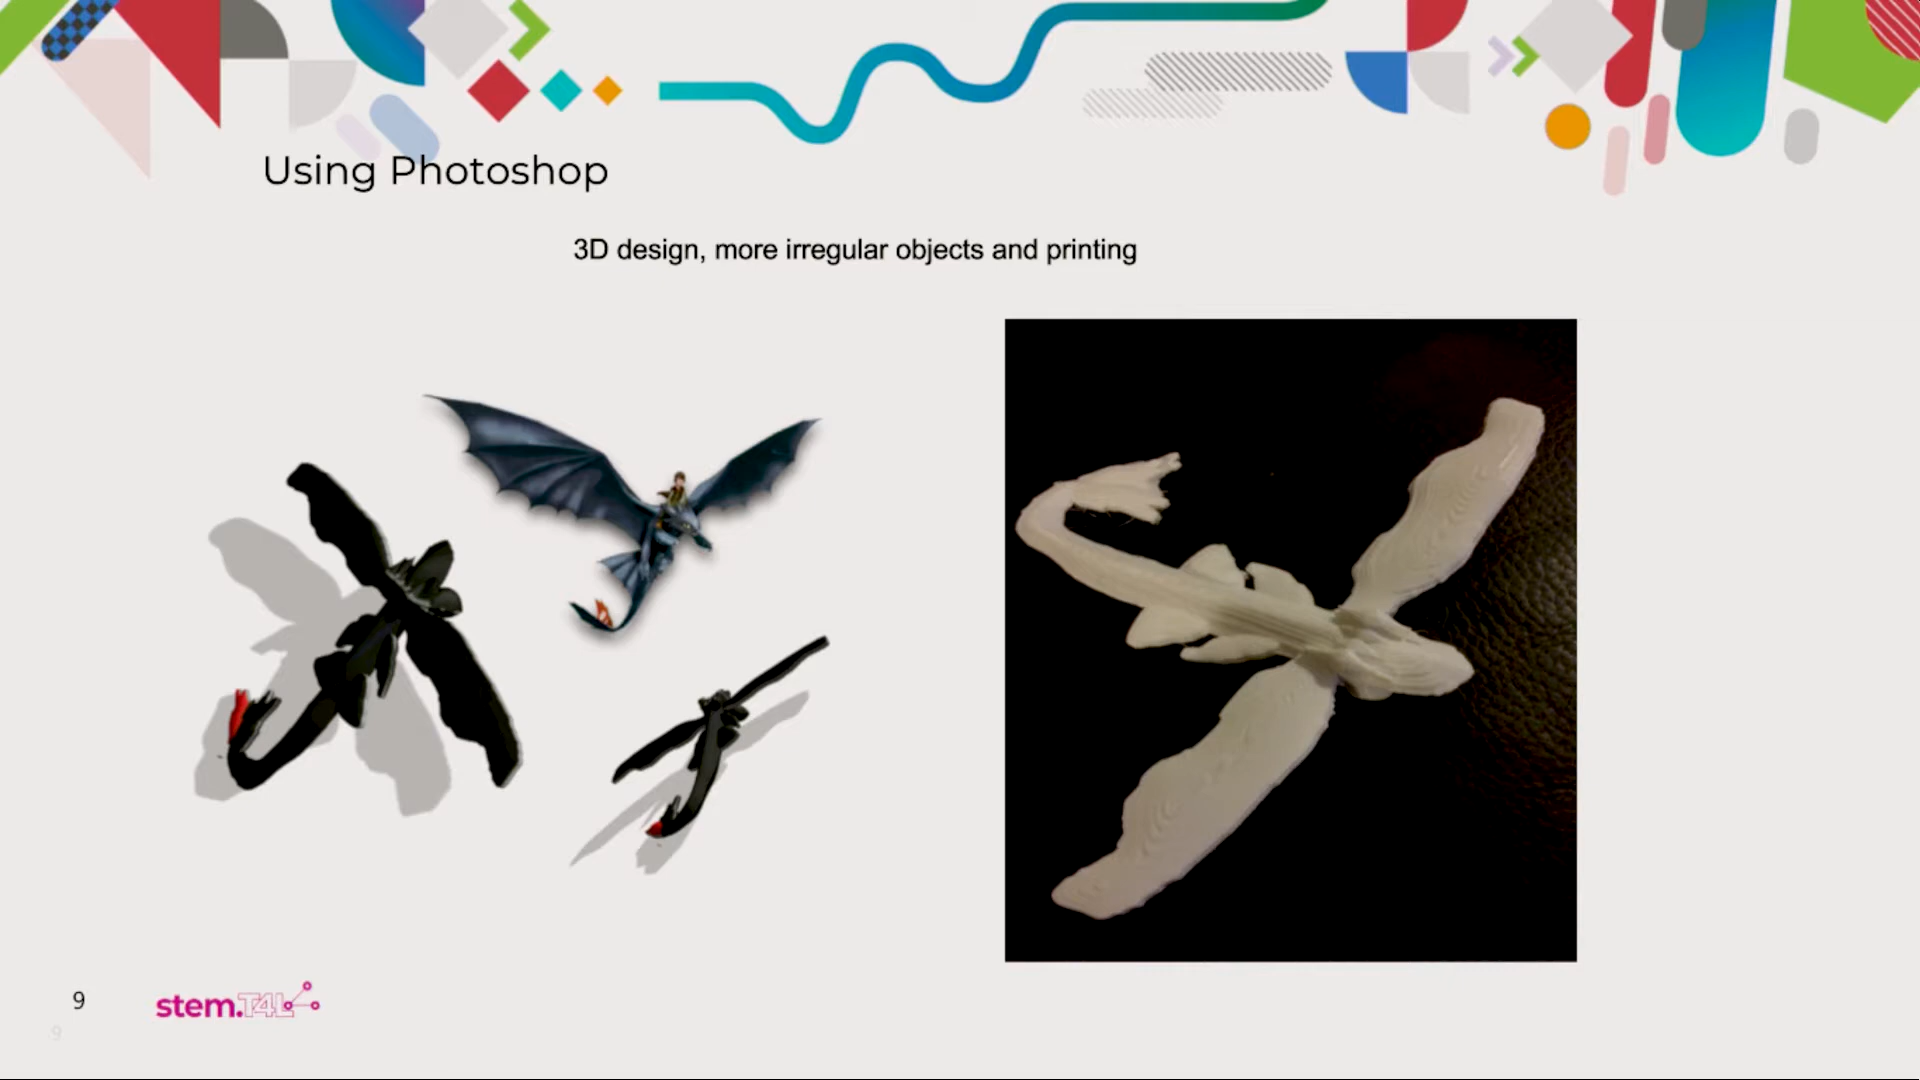 Using Photoshop
3D design, more irregular objects and printing
9
stem.T4L
9